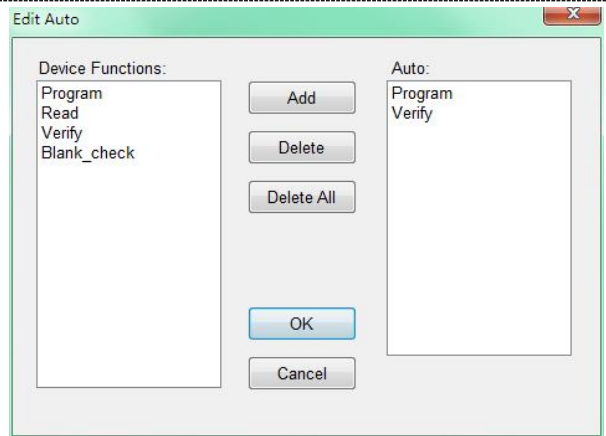 Edit Auto
Device Functions:
Program
Read
Verify
Blank_check
Add
Delete
Delete All
OK
Cancel
Auto:
Program
Verify